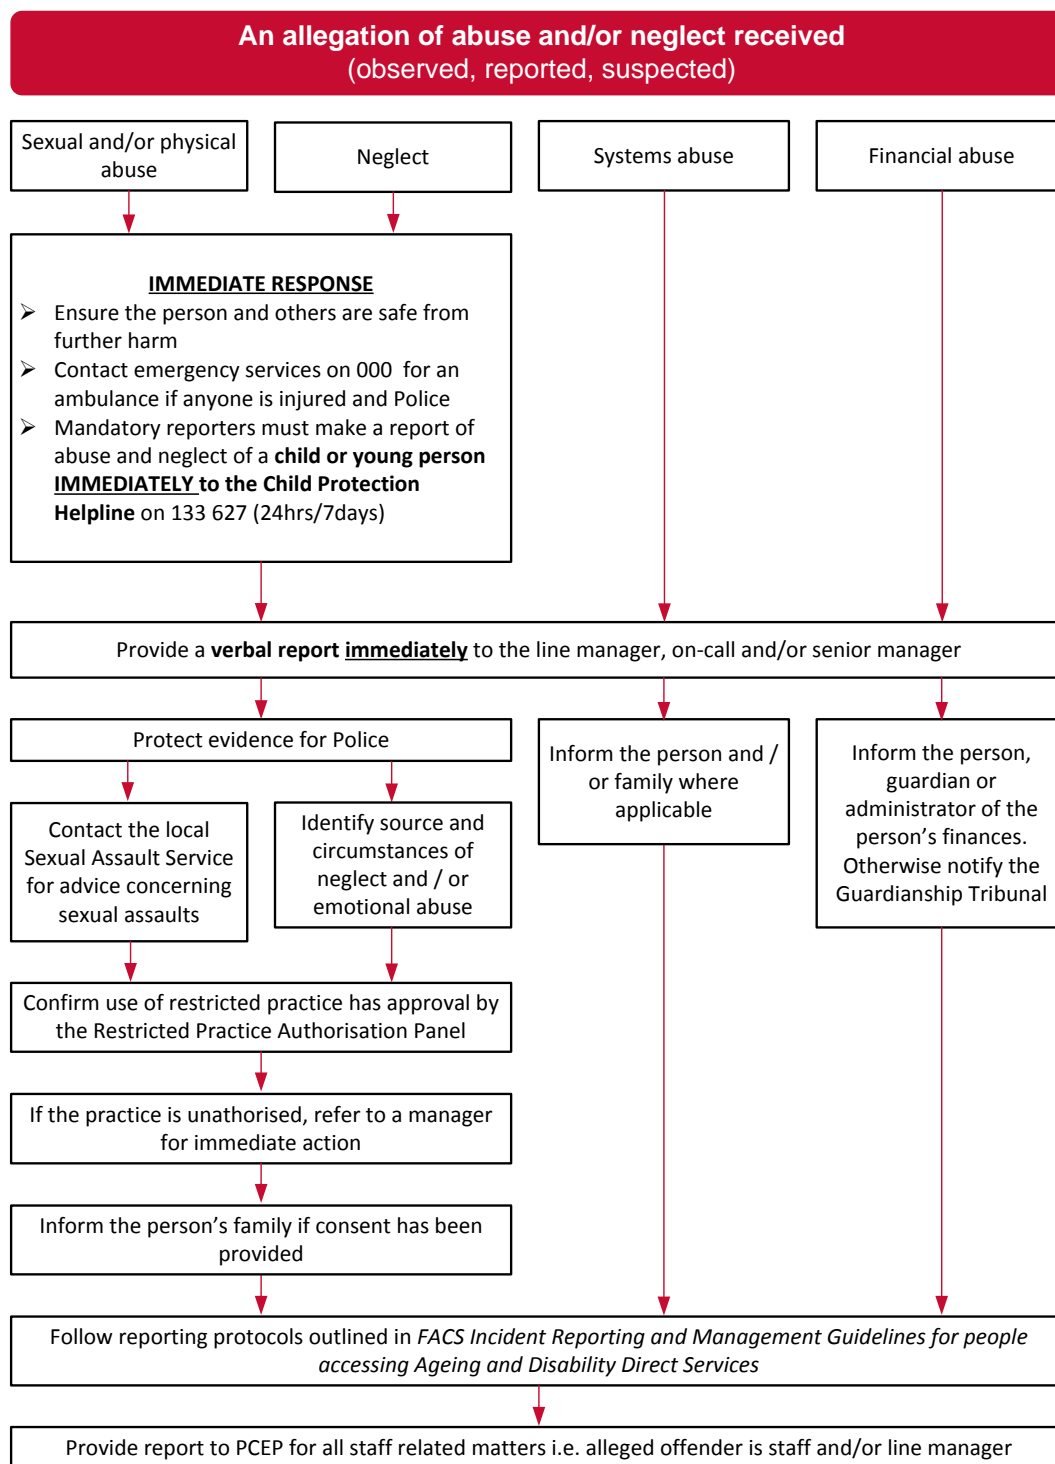 An allegation of abuse and/or neglect received
(observed, reported, suspected)
Sexual and/or physical
abuse
Neglect
Systems abuse
Financial abuse
IMMEDIATE RESPONSE
➢ Ensure the person and others are safe from
further harm
➢ Contact emergency services on 000  for an
ambulance if anyone is injured and Police
➢ Mandatory reporters must make a report of
abuse and neglect of a child or young person
IMMEDIATELY to the Child Protection
Helpline on 133 627 (24hrs/7days)
Provide a verbal report immediately to the line manager, on-call and/or senior manager
Protect evidence for Police
Contact the local
Sexual Assault Service
for advice concerning
sexual assaults
Identify source and
circumstances of
neglect and / or
emotional abuse
Inform the person and /
or family where
applicable
Inform the person,
guardian or
administrator of the
person’s finances.
Otherwise notify the
Guardianship Tribunal
Confirm use of restricted practice has approval by
the Restricted Practice Authorisation Panel
If the practice is unathorised, refer to a manager
for immediate action
Inform the person’s family if consent has been
provided
Follow reporting protocols outlined in FACS Incident Reporting and Management Guidelines for people
accessing Ageing and Disability Direct Services
Provide report to PCEP for all staff related matters i.e. alleged offender is staff and/or line manager